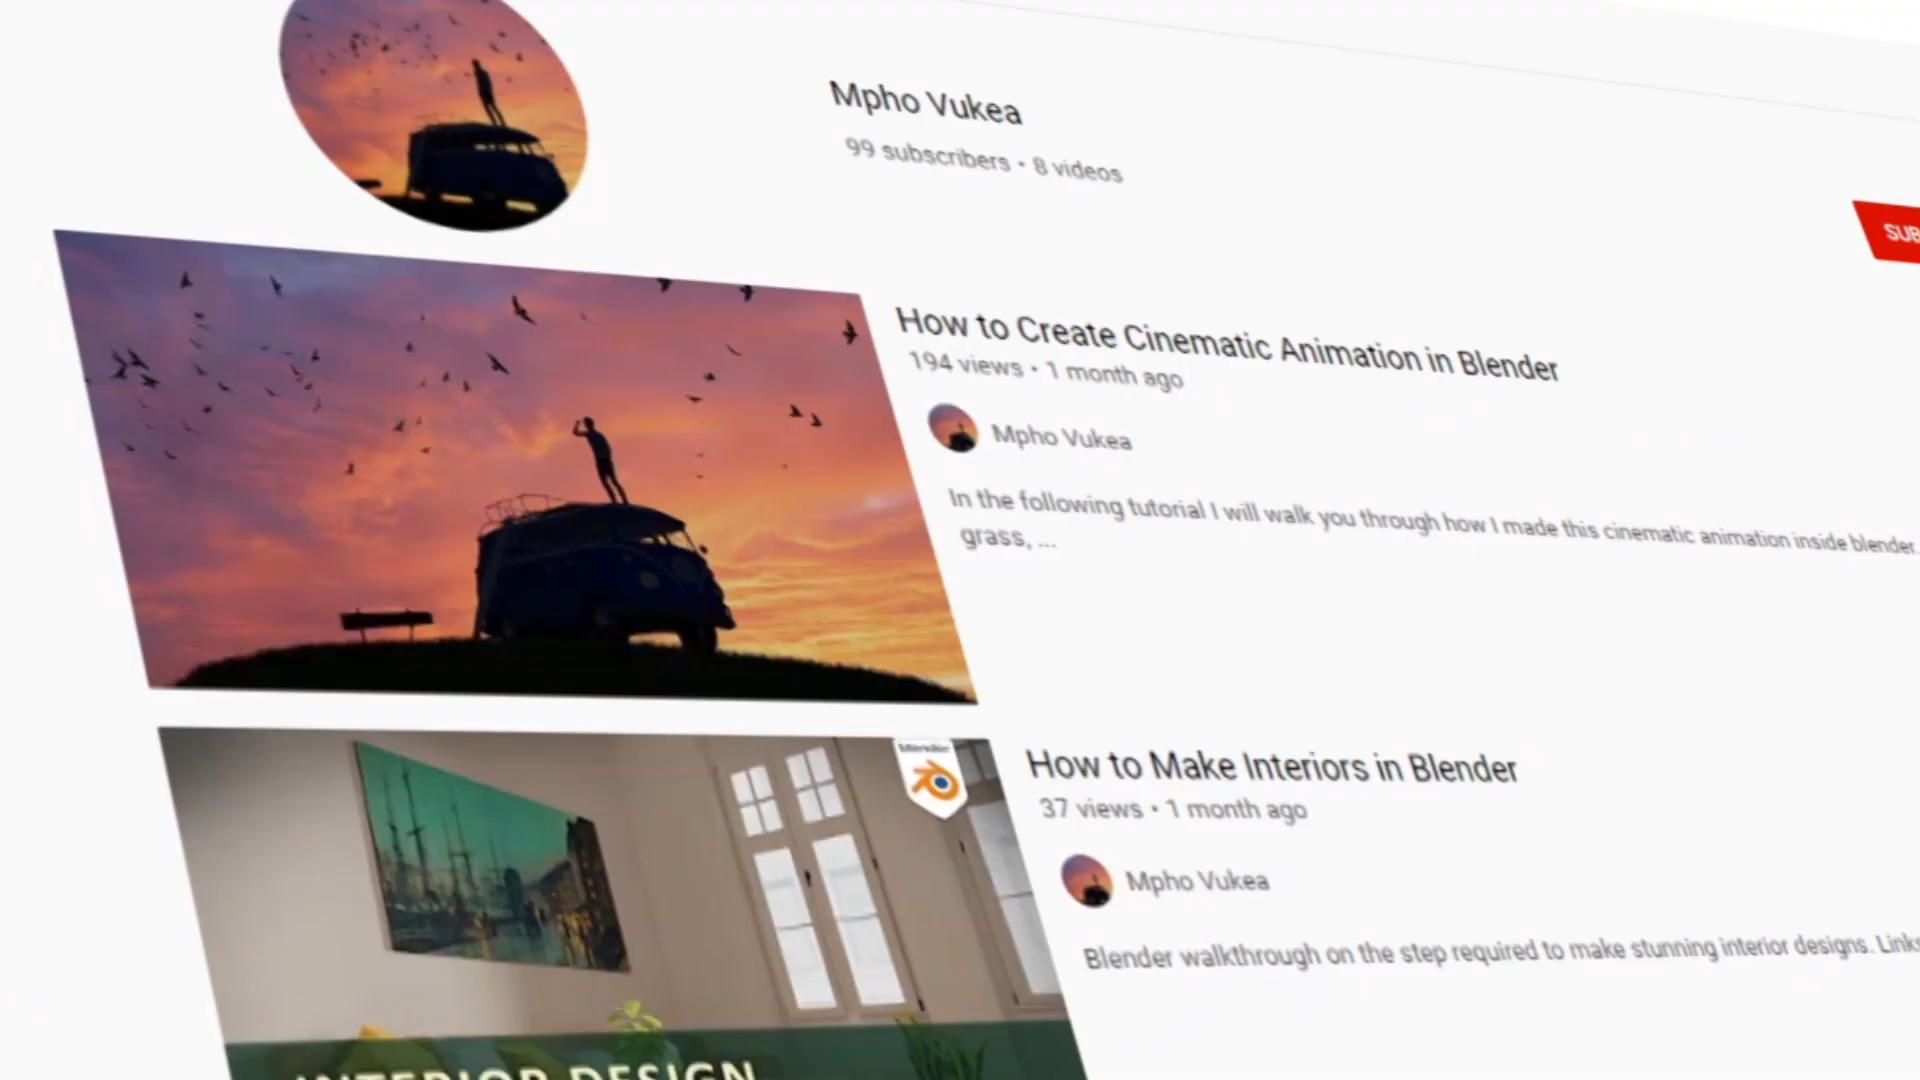 Mpho Vukea
99 subscribers • 8 videos
How to Create Cinematic Animation in Blender
194 views • 1 month ago
Mpho Vukea
In the following tutorial I will walk you through how I made this cinematic animation inside blender.
grass, ...
How to Make Interiors in Blender
37 views • 1 month ago
Mpho Vukea
Blender walkthrough on the step required to make stunning interior designs. Links
INTERIOR DESIGN